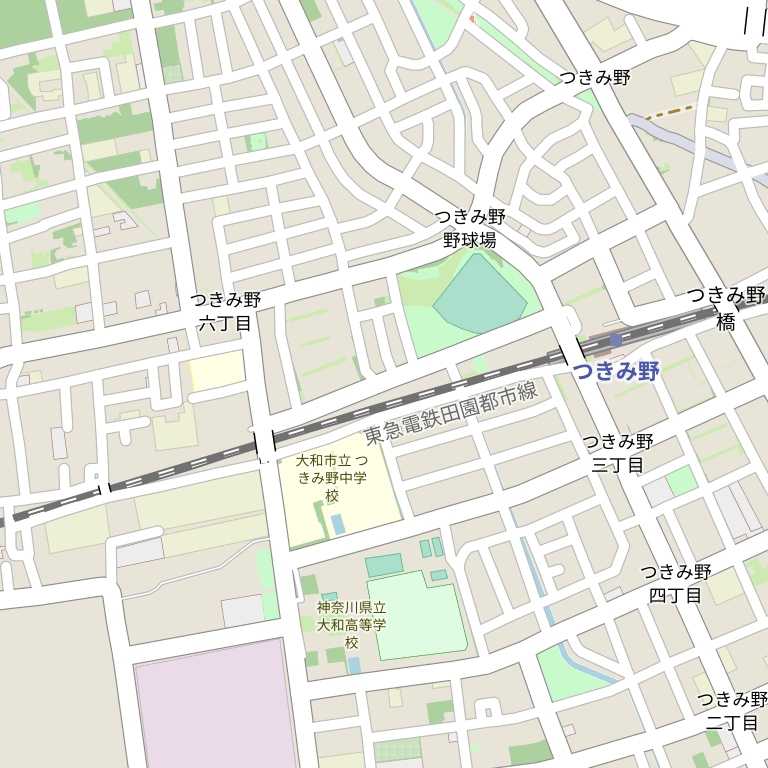 つきみ野
つきみ野
野球場
つきみ野
六丁目
つきみ野
橋
つきみ野
東急電鉄田園都市線
つきみ野
三丁目
大和市立 つ
きみ野中学
校
つきみ野
四丁目
神奈川県立
大和高等学
校
つきみ野
二丁目